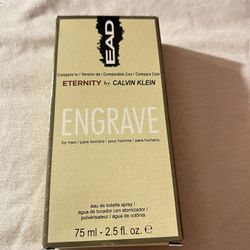 EAD
Compare to / Version de / Comparable Con / Compara Com
ETERNITY by CALVIN KLEIN
ENGRAVE
for men / para hombre / pour homme / para homens
eau de toilette spray /
agua de tocador con atomizador /
pulvérisateur / água de colônia
75 ml - 2.5 fl. oz. e